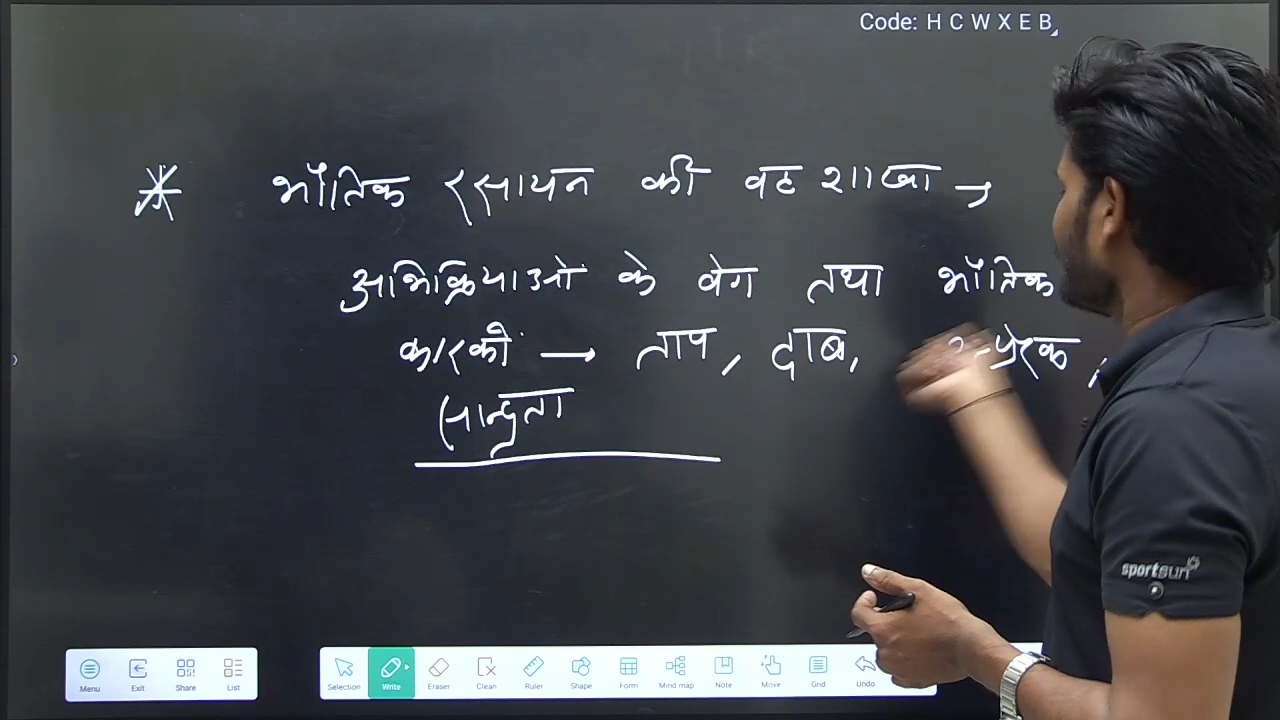 Code: H C W X E B
* भौतिक रसायन की वह शाखा →
अभिक्रियाओं के वेग तथा भौतिक
कारकों → ताप, दाब, उत्प्रेरक,
सान्द्रता
sportsun
Menu Exit Share List Selection Write Eraser Clean Ruler Shape Form Mind map Note Move Grid Undo